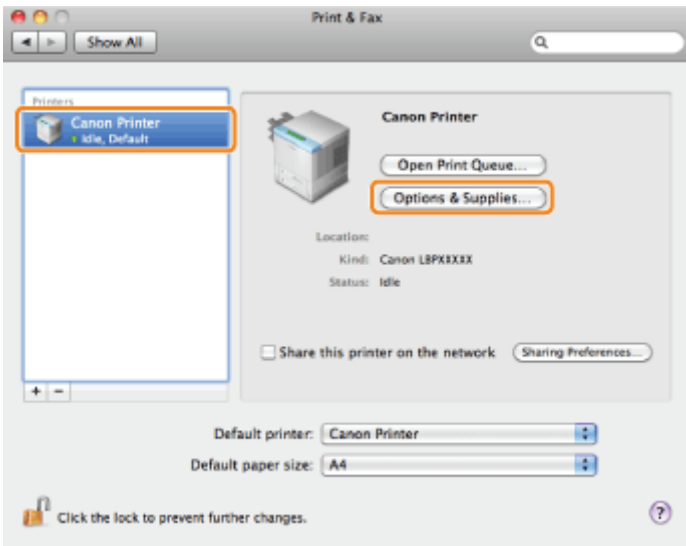 Print & Fax
Show All
Printers
Canon Printer
Idle, Default
Canon Printer
Open Print Queue...
Options & Supplies...
Location:
Kind: Canon LBPXXXXX
Status: Idle
Share this printer on the network
Sharing Preferences...
+ −
Default printer: Canon Printer
Default paper size: A4
Click the lock to prevent further changes.
?